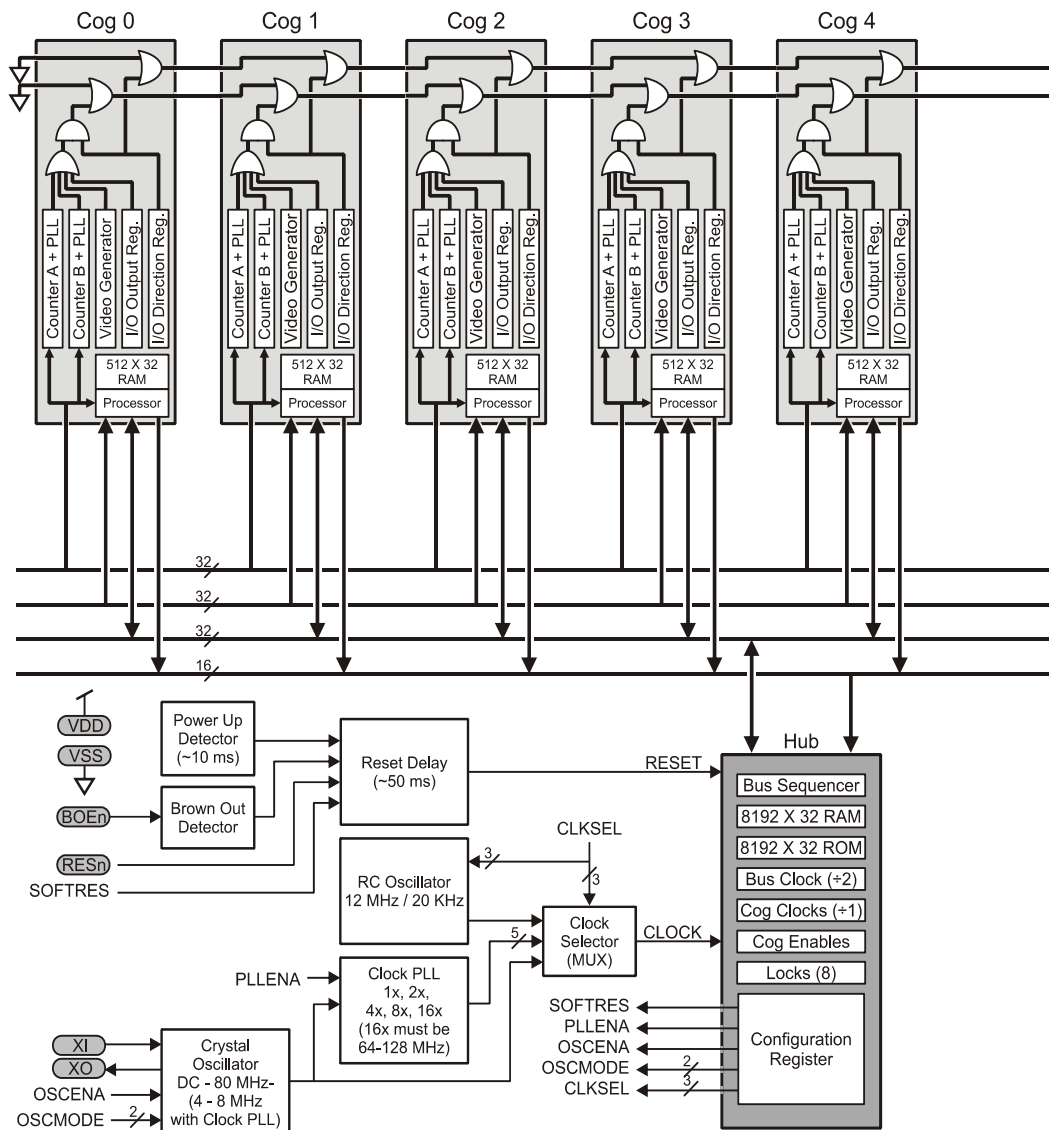 Cog 0
Cog 1
Cog 2
Cog 3
Cog 4
Counter A + PLL
Counter B + PLL
Video Generator
I/O Output Reg.
I/O Direction Reg.
512 X 32
RAM
Processor
Counter A + PLL
Counter B + PLL
Video Generator
I/O Output Reg.
I/O Direction Reg.
512 X 32
RAM
Processor
Counter A + PLL
Counter B + PLL
Video Generator
I/O Output Reg.
I/O Direction Reg.
512 X 32
RAM
Processor
Counter A + PLL
Counter B + PLL
Video Generator
I/O Output Reg.
I/O Direction Reg.
512 X 32
RAM
Processor
Counter A + PLL
Counter B + PLL
Video Generator
I/O Output Reg.
I/O Direction Reg.
512 X 32
RAM
Processor
32
32
32
16
VDD
VSS
BOEn
RESn
SOFTRES
Power Up
Detector
(~10 ms)
Brown Out
Detector
Reset Delay
(~50 ms)
RESET
CLKSEL
3
3
RC Oscillator
12 MHz / 20 KHz
Clock
Selector
(MUX)
CLOCK
5
PLLENA
Clock PLL
1x, 2x,
4x, 8x, 16x
(16x must be
64-128 MHz)
XI
XO
OSCENA
OSCMODE
2
Crystal
Oscillator
DC - 80 MHz-
(4 - 8 MHz
with Clock PLL)
Hub
Bus Sequencer
8192 X 32 RAM
8192 X 32 ROM
Bus Clock (÷2)
Cog Clocks (÷1)
Cog Enables
Locks (8)
Configuration
Register
SOFTRES
PLLENA
OSCENA
OSCMODE
2
CLKSEL
3